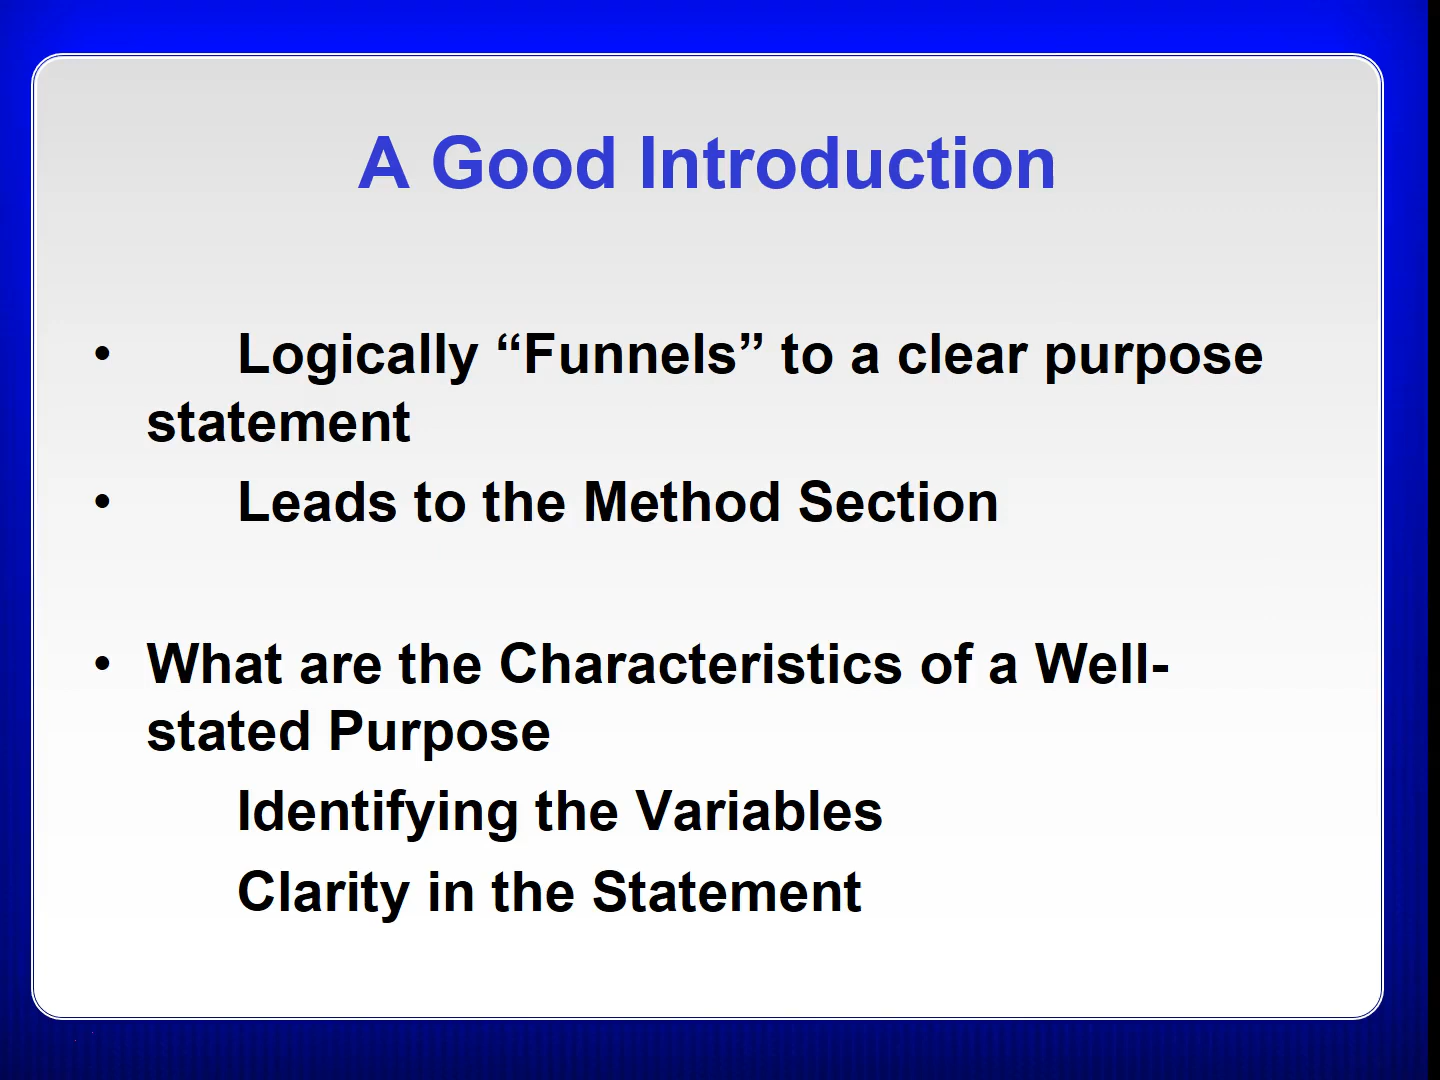 A Good Introduction
• Logically “Funnels” to a clear purpose
statement
• Leads to the Method Section
• What are the Characteristics of a Well-
stated Purpose
Identifying the Variables
Clarity in the Statement